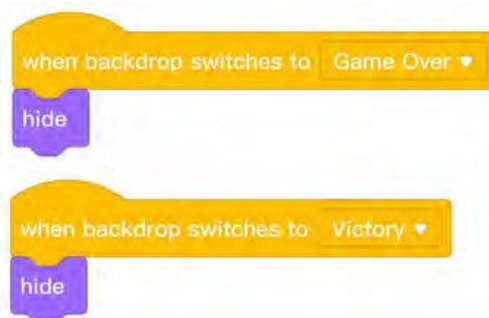 when backdrop switches to Game Over
hide
when backdrop switches to Victory
hide